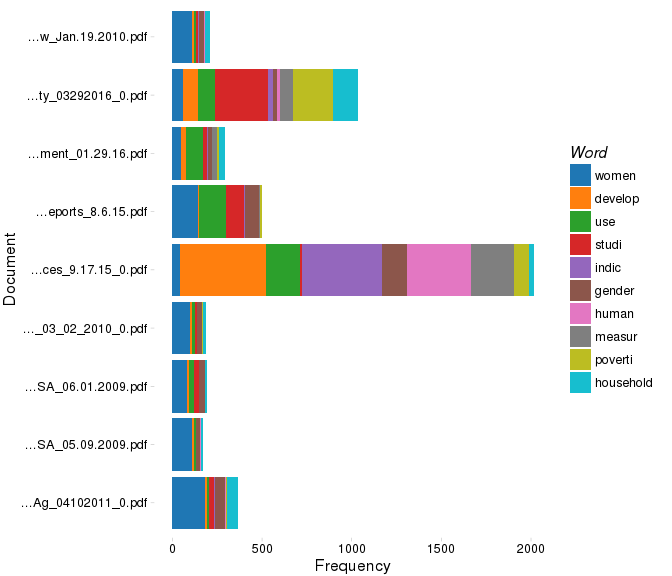 ...w_Jan.19.2010.pdf
...ty_03292016_0.pdf
...ment_01.29.16.pdf
...eports_8.6.15.pdf
...ces_9.17.15_0.pdf
..._03_02_2010_0.pdf
...SA_06.01.2009.pdf
...SA_05.09.2009.pdf
...Ag_04102011_0.pdf
Document
0 500 1000 1500 2000
Frequency
Word
women
develop
use
studi
indic
gender
human
measur
poverti
household